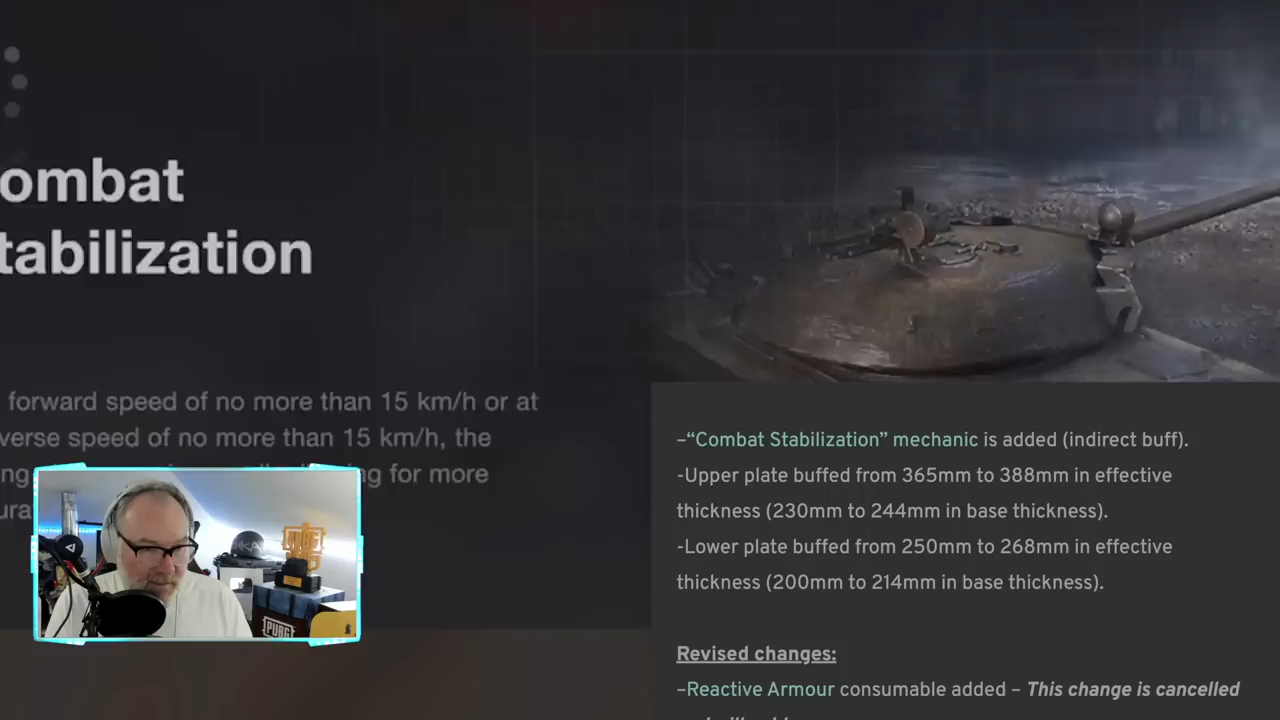 ombat
tabilization
forward speed of no more than 15 km/h or at
verse speed of no more than 15 km/h, the
ng for more
–“Combat Stabilization” mechanic is added (indirect buff).
-Upper plate buffed from 365mm to 388mm in effective
thickness (230mm to 244mm in base thickness).
-Lower plate buffed from 250mm to 268mm in effective
thickness (200mm to 214mm in base thickness).
Revised changes:
–Reactive Armour consumable added – This change is cancelled
PUBG